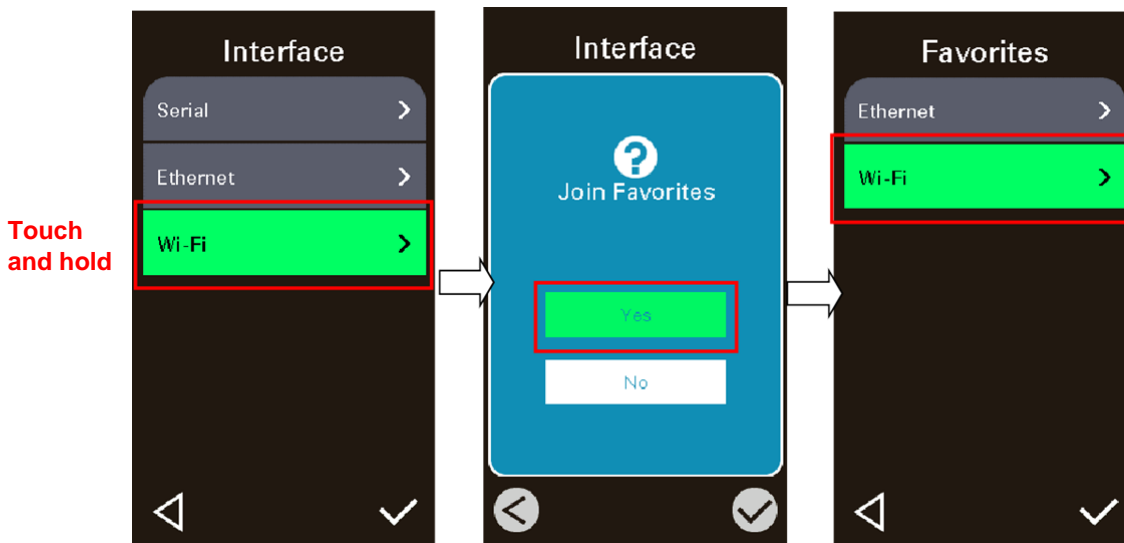 Touch
and hold
Interface
Serial
Ethernet
Wi-Fi
Interface
Join Favorites
Yes
No
Favorites
Ethernet
Wi-Fi